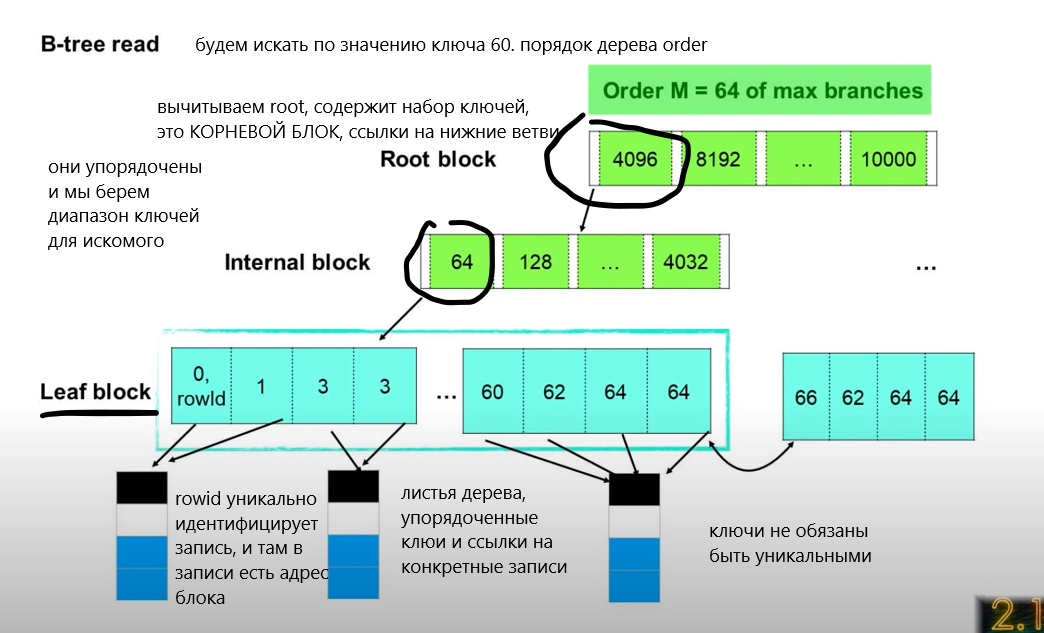 B-tree read
будем искать по значению ключа 60. порядок дерева order
Order M = 64 of max branches
вычитываем root, содержит набор ключей,
это КОРНЕВОЙ БЛОК, ссылки на нижние ветви
Root block
4096
8192
...
10000
они упорядочены
и мы берем
диапазон ключей
для искомого
Internal block
64
128
...
4032
...
Leaf block
0,
rowId
1
3
3
...
60
62
64
64
66
62
64
64
rowid уникально
идентифицирует
запись, и там в
записи есть адрес
блока
листья дерева,
упорядоченные
клюи и ссылки на
конкретные записи
ключи не обязаны
быть уникальными
2.1